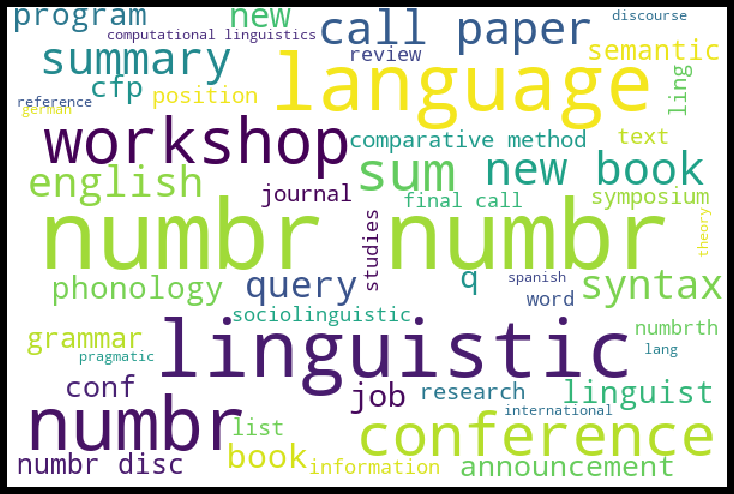 program
new
call paper
discourse
computational linguistics
summary
review
semantic
cfp
position
language
ling
reference
german
workshop
comparative method
text
sum
new book
english
journal
final call
symposium
numbr
numbr
studies
theory
phonology
query
q
spanish
syntax
word
sociolinguistic
grammar
linguistic
numbrth
pragmatic
lang
conf
job
research
linguist
numbr
international
list
conference
numbr disc
book
information
announcement